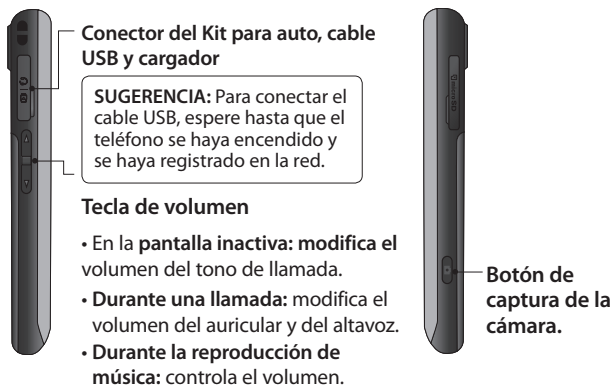 Conector del Kit para auto, cable
USB y cargador
SUGERENCIA: Para conectar el
cable USB, espere hasta que el
teléfono se haya encendido y
se haya registrado en la red.
Tecla de volumen
• En la pantalla inactiva: modifica el
volumen del tono de llamada.
• Durante una llamada: modifica el
volumen del auricular y del altavoz.
• Durante la reproducción de
música: controla el volumen.
microSD
Botón de
captura de la
cámara.